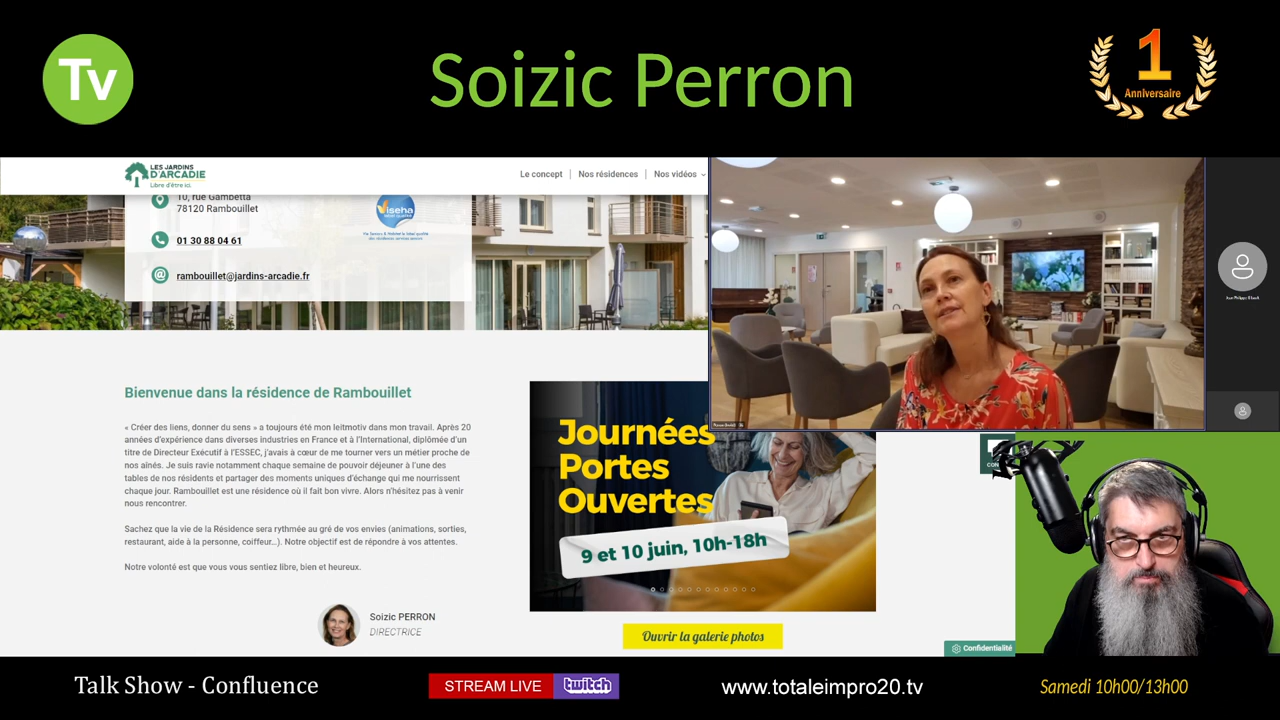 Tv
Soizic Perron
1
Anniversaire
LES JARDINS
D'ARCADIE
Libre d'être ici.
Le concept
Nos résidences
Nos vidéos
10, rue Gambetta
78120 Rambouillet
01 30 88 04 61
rambouillet@jardins-arcadie.fr
Viseha
label qualité
Bienvenue dans la résidence de Rambouillet
« Créer des liens, donner du sens » a toujours été mon leitmotiv dans mon travail. Après 20
années d'expérience dans diverses industries en France et à l'International, diplômée d'un
titre de Directeur Exécutif à l'ESSEC, j'avais à cœur de me tourner vers un métier proche de
nos aînés. Je suis ravie notamment chaque semaine de pouvoir déjeuner à l'une des
tables de nos résidents et partager des moments uniques d'échange qui me nourrissent
chaque jour. Rambouillet est une résidence où il fait bon vivre. Alors n'hésitez pas à venir
nous rencontrer.
Sachez que la vie de la Résidence sera rythmée au gré de vos envies (animations, sorties,
restaurant, aide à la personne, coiffeur…). Notre objectif est de répondre à vos attentes.
Notre volonté est que vous vous sentiez libre, bien et heureux.
Soizic PERRON
DIRECTRICE
Journées
Portes
Ouvertes
9 et 10 juin, 10h-18h
Ouvrir la galerie photos
Confidentialité
Talk Show - Confluence
STREAM LIVE
twitch
www.totaleimpro20.tv
Samedi 10h00/13h00